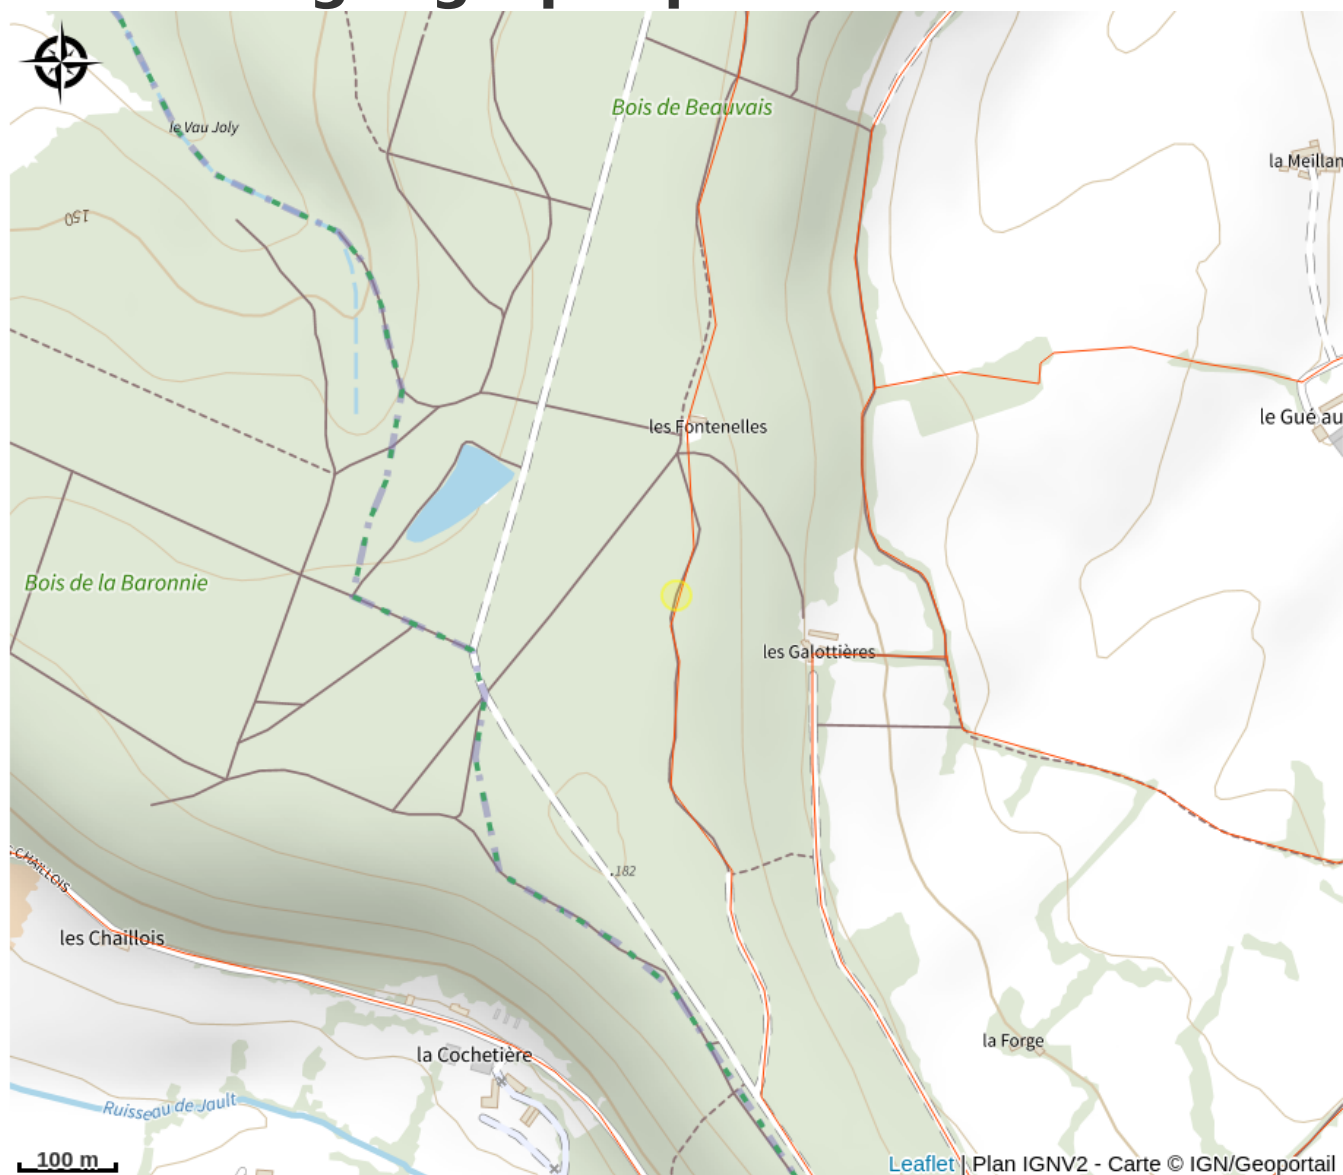 le Vau Joly
Bois de Beauvais
la Meillan
150
le Gué au
les Fontenelles
Bois de la Baronnie
les Galottières
182
CHAILLOIS
les Chaillois
la Forge
la Cochetière
Ruisseau de Jault
100 m
Leaflet | Plan IGNV2 - Carte © IGN/Geoportail